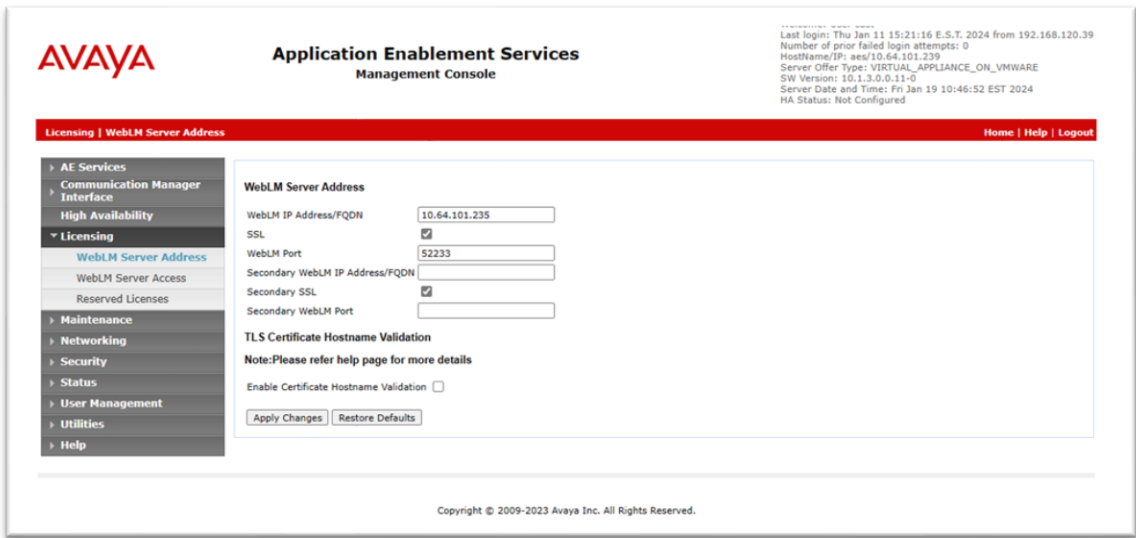 AVAYA
Application Enablement Services
Management Console
Last login: Thu Jan 11 15:21:16 E.S.T. 2024 from 192.168.120.39
Number of prior failed login attempts: 0
HostName/IP: aes/10.64.101.239
Server Offer Type: VIRTUAL_APPLIANCE_ON_VMWARE
SW Version: 10.1.3.0.0.11-0
Server Date and Time: Fri Jan 19 10:46:52 EST 2024
HA Status: Not Configured
Licensing | WebLM Server Address
Home | Help | Logout
AE Services
Communication Manager
Interface
High Availability
Licensing
WebLM Server Address
WebLM Server Access
Reserved Licenses
Maintenance
Networking
Security
Status
User Management
Utilities
Help
WebLM Server Address
WebLM IP Address/FQDN 10.64.101.235
SSL
WebLM Port 52233
Secondary WebLM IP Address/FQDN
Secondary SSL
Secondary WebLM Port
TLS Certificate Hostname Validation
Note:Please refer help page for more details
Enable Certificate Hostname Validation
Apply Changes Restore Defaults
Copyright © 2009-2023 Avaya Inc. All Rights Reserved.